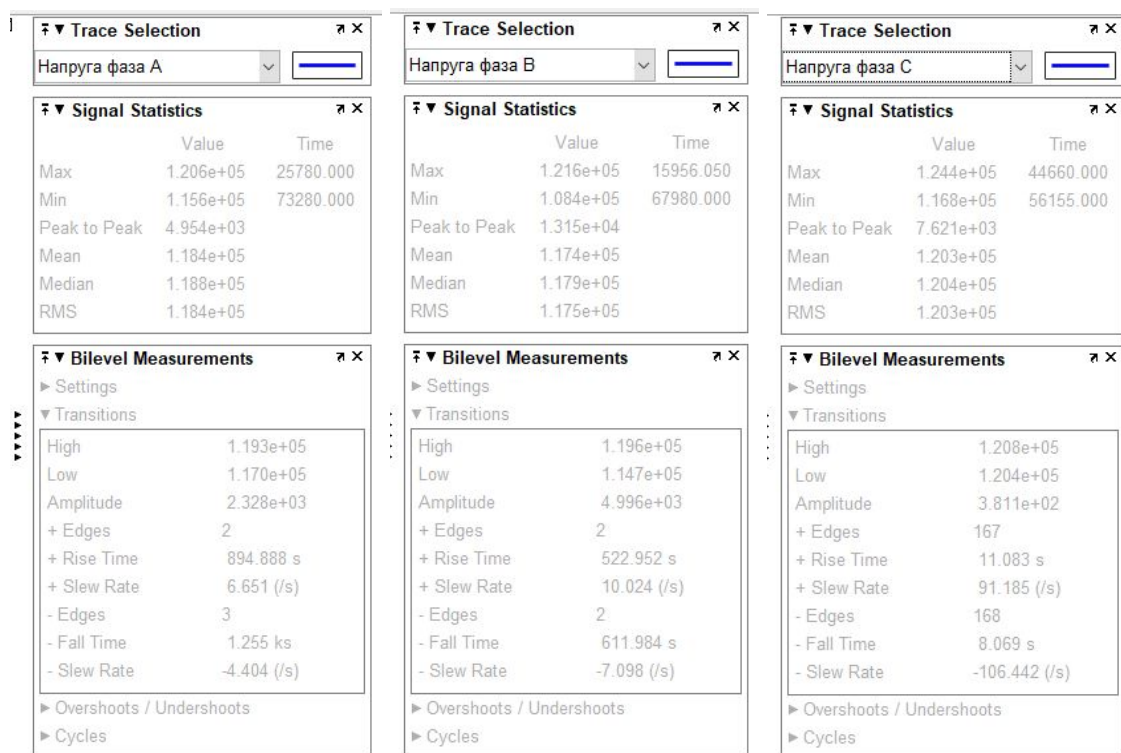 Trace Selection
Напруга фаза А
Signal Statistics
Value Time
Max 1.206e+05 25780.000
Min 1.156e+05 73280.000
Peak to Peak 4.954e+03
Mean 1.184e+05
Median 1.188e+05
RMS 1.184e+05
Bilevel Measurements
Settings
Transitions
High 1.193e+05
Low 1.170e+05
Amplitude 2.328e+03
+ Edges 2
+ Rise Time 894.888 s
+ Slew Rate 6.651 (/s)
- Edges 3
- Fall Time 1.255 ks
- Slew Rate -4.404 (/s)
Overshoots / Undershoots
Cycles
Trace Selection
Напруга фаза В
Signal Statistics
Value Time
Max 1.216e+05 15956.050
Min 1.084e+05 67980.000
Peak to Peak 1.315e+04
Mean 1.174e+05
Median 1.179e+05
RMS 1.175e+05
Bilevel Measurements
Settings
Transitions
High 1.196e+05
Low 1.147e+05
Amplitude 4.996e+03
+ Edges 2
+ Rise Time 522.952 s
+ Slew Rate 10.024 (/s)
- Edges 2
- Fall Time 611.984 s
- Slew Rate -7.098 (/s)
Overshoots / Undershoots
Cycles
Trace Selection
Напруга фаза С
Signal Statistics
Value Time
Max 1.244e+05 44660.000
Min 1.168e+05 56155.000
Peak to Peak 7.621e+03
Mean 1.203e+05
Median 1.204e+05
RMS 1.203e+05
Bilevel Measurements
Settings
Transitions
High 1.208e+05
Low 1.204e+05
Amplitude 3.811e+02
+ Edges 167
+ Rise Time 11.083 s
+ Slew Rate 91.185 (/s)
- Edges 168
- Fall Time 8.069 s
- Slew Rate -106.442 (/s)
Overshoots / Undershoots
Cycles